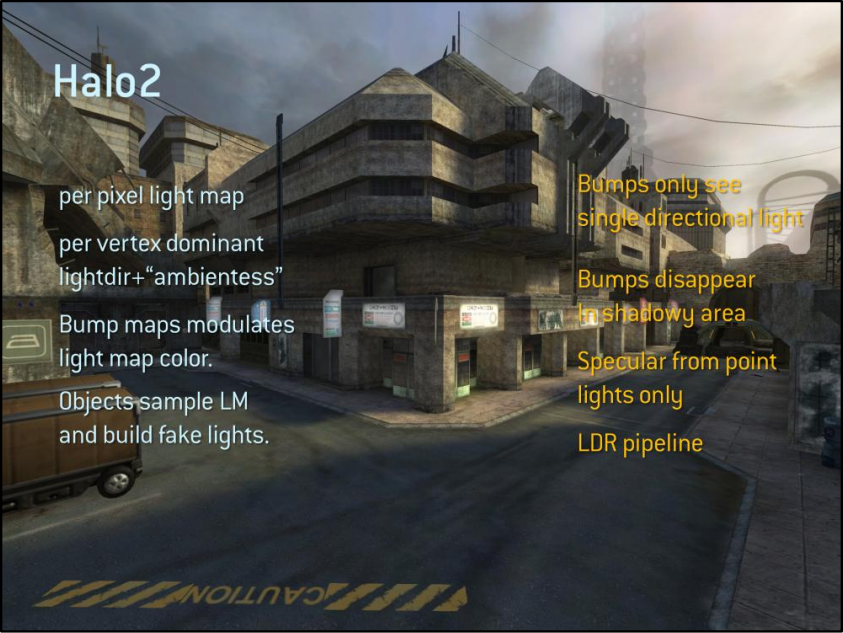 Halo2
per pixel light map
per vertex dominant
lightdir+“ambientess”
Bump maps modulates
light map color.
Objects sample LM
and build fake lights.
Bumps only see
single directional light
Bumps disappear
In shadowy area
Specular from point
lights only
LDR pipeline
CAUTION